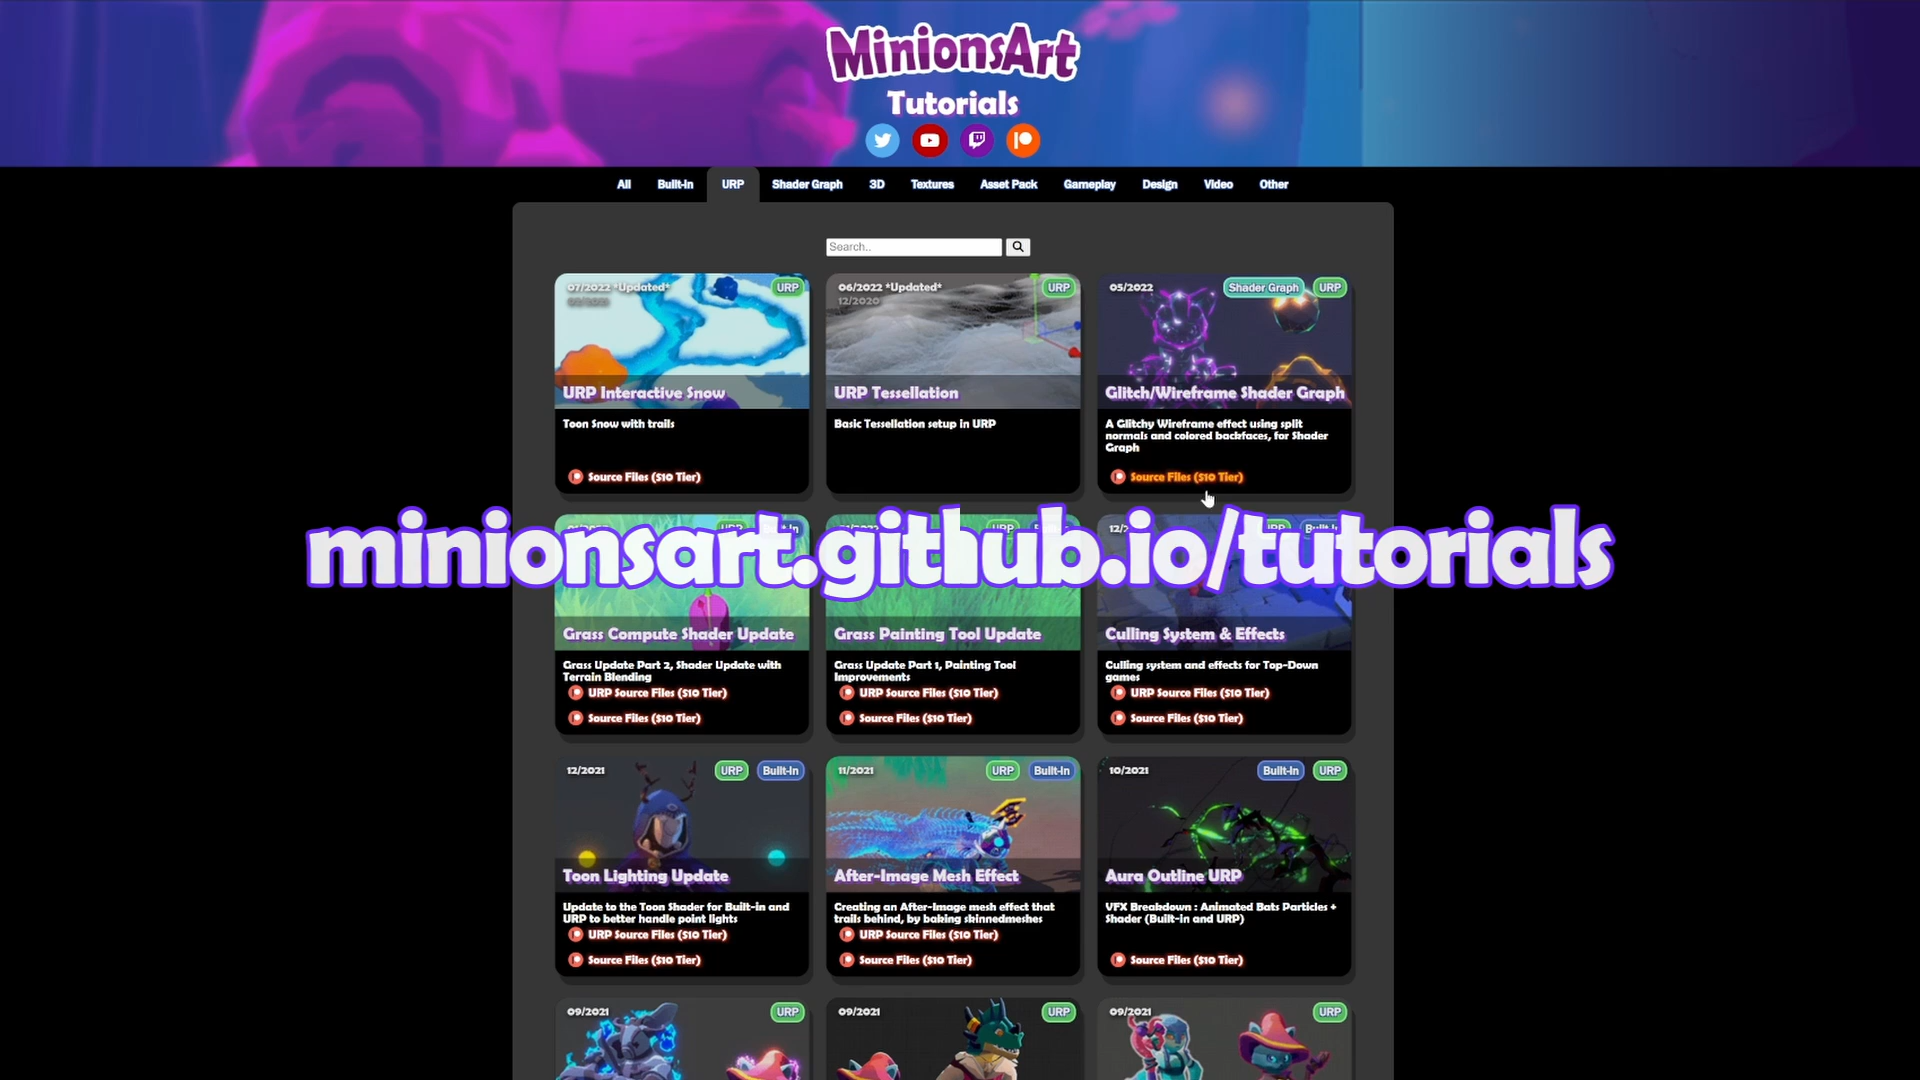 MinionsArt
Tutorials
All Built-in URP Shader Graph 3D Textures Asset Pack Gameplay Design Video Other
Search..
07/2022 *Updated* URP
02/2021
URP Interactive Snow
Toon Snow with trails
Source Files ($10 Tier)
06/2022 *Updated* URP
12/2020
URP Tessellation
Basic Tessellation setup in URP
05/2022 Shader Graph URP
Glitch/Wireframe Shader Graph
A Glitchy Wireframe effect using split
normals and colored backfaces, for Shader
Graph
Source Files ($10 Tier)
minionsart.github.io/tutorials
Grass Compute Shader Update
Grass Update Part 2, Shader Update with
Terrain Blending
URP Source Files ($10 Tier)
Source Files ($10 Tier)
Grass Painting Tool Update
Grass Update Part 1, Painting Tool
Improvements
URP Source Files ($10 Tier)
Source Files ($10 Tier)
Culling System & Effects
Culling system and effects for Top-Down
games
URP Source Files ($10 Tier)
Source Files ($10 Tier)
12/2021 URP Built-In
Toon Lighting Update
Update to the Toon Shader for Built-in and
URP to better handle point lights
URP Source Files ($10 Tier)
Source Files ($10 Tier)
11/2021 URP Built-In
After-Image Mesh Effect
Creating an After-Image mesh effect that
trails behind, by baking skinnedmeshes
URP Source Files ($10 Tier)
Source Files ($10 Tier)
10/2021 Built-In URP
Aura Outline URP
VFX Breakdown : Animated Bats Particles +
Shader (Built-in and URP)
Source Files ($10 Tier)
09/2021 URP
09/2021 URP
09/2021 URP